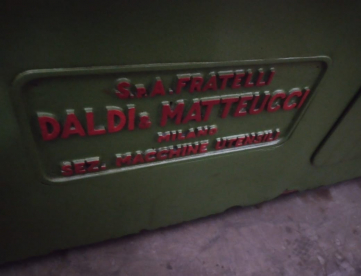 S.P.A. FRATELLI
DALDI & MATTEUCCI
MILANO
SEZ. MACCHINE UTENSILI